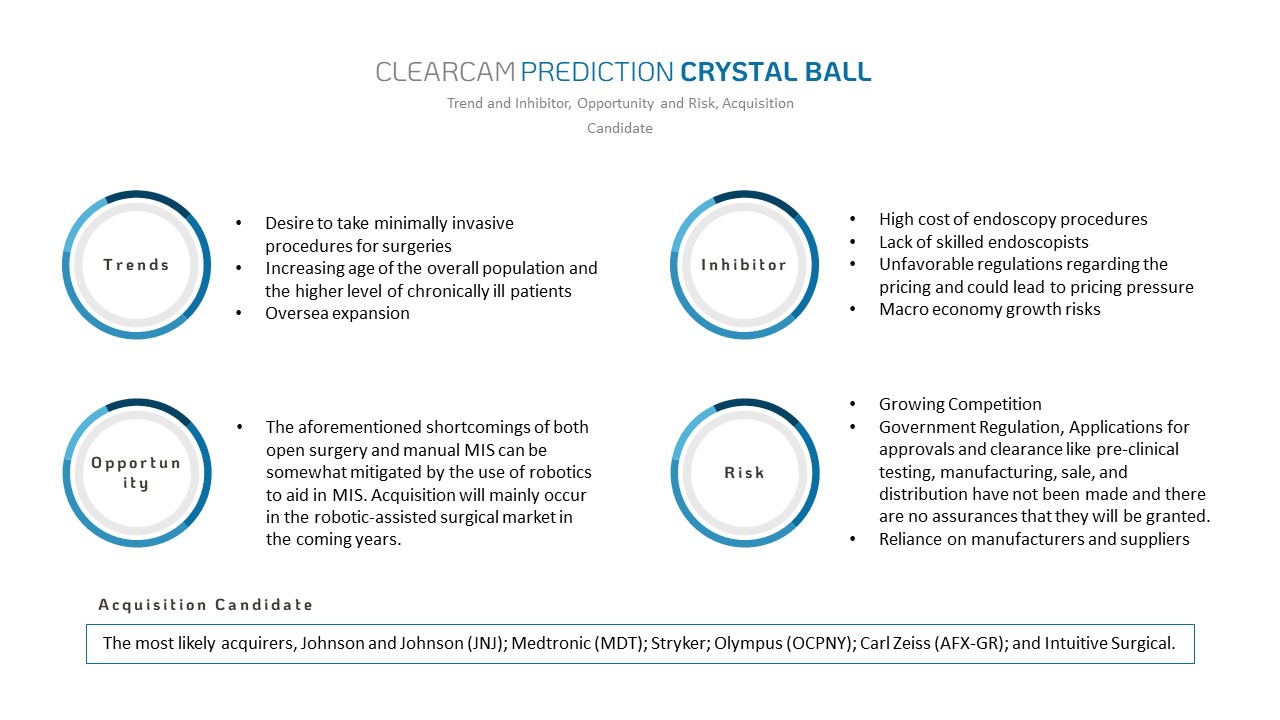 CLEARCAM PREDICTION CRYSTAL BALL
Trend and Inhibitor, Opportunity and Risk, Acquisition
Candidate
Trends
• Desire to take minimally invasive
procedures for surgeries
• Increasing age of the overall population and
the higher level of chronically ill patients
• Oversea expansion
Inhibitor
• High cost of endoscopy procedures
• Lack of skilled endoscopists
• Unfavorable regulations regarding the
pricing and could lead to pricing pressure
• Macro economy growth risks
Opportun
ity
• The aforementioned shortcomings of both
open surgery and manual MIS can be
somewhat mitigated by the use of robotics
to aid in MIS. Acquisition will mainly occur
in the robotic-assisted surgical market in
the coming years.
Risk
• Growing Competition
• Government Regulation, Applications for
approvals and clearance like pre-clinical
testing, manufacturing, sale, and
distribution have not been made and there
are no assurances that they will be granted.
• Reliance on manufacturers and suppliers
Acquisition Candidate
The most likely acquirers, Johnson and Johnson (JNJ); Medtronic (MDT); Stryker; Olympus (OCPNY); Carl Zeiss (AFX-GR); and Intuitive Surgical.